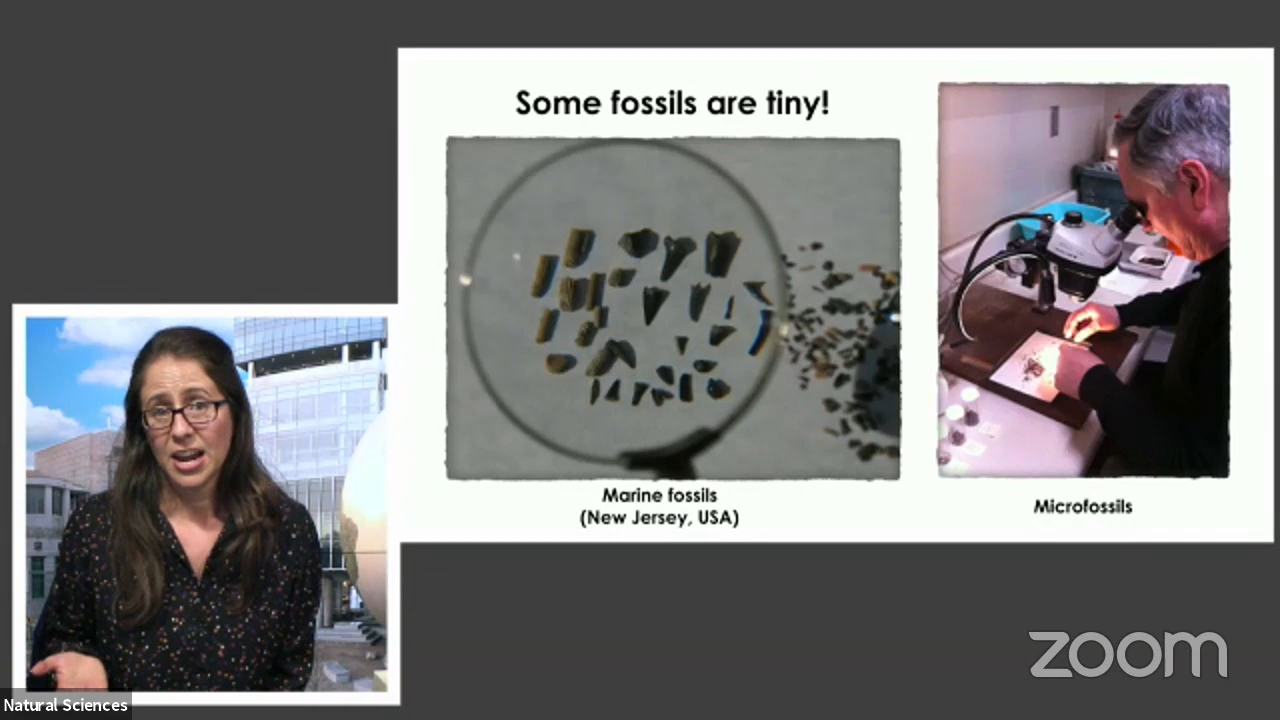 Some fossils are tiny!
Marine fossils
(New Jersey, USA)
Microfossils
zoom
Natural Sciences